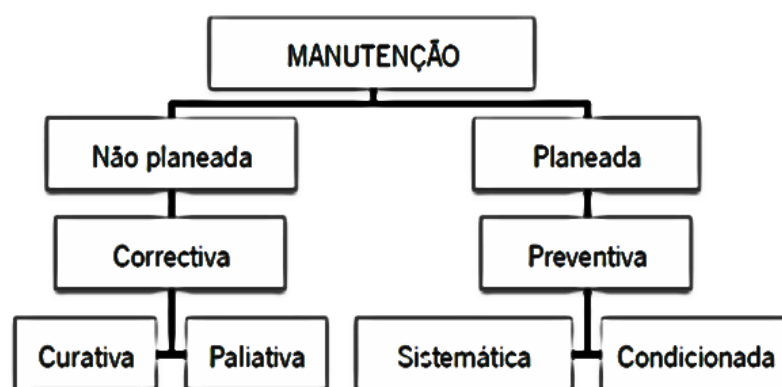 MANUTENÇÃO
Não planeada
Planeada
Correctiva
Preventiva
Curativa
Paliativa
Sistemática
Condicionada